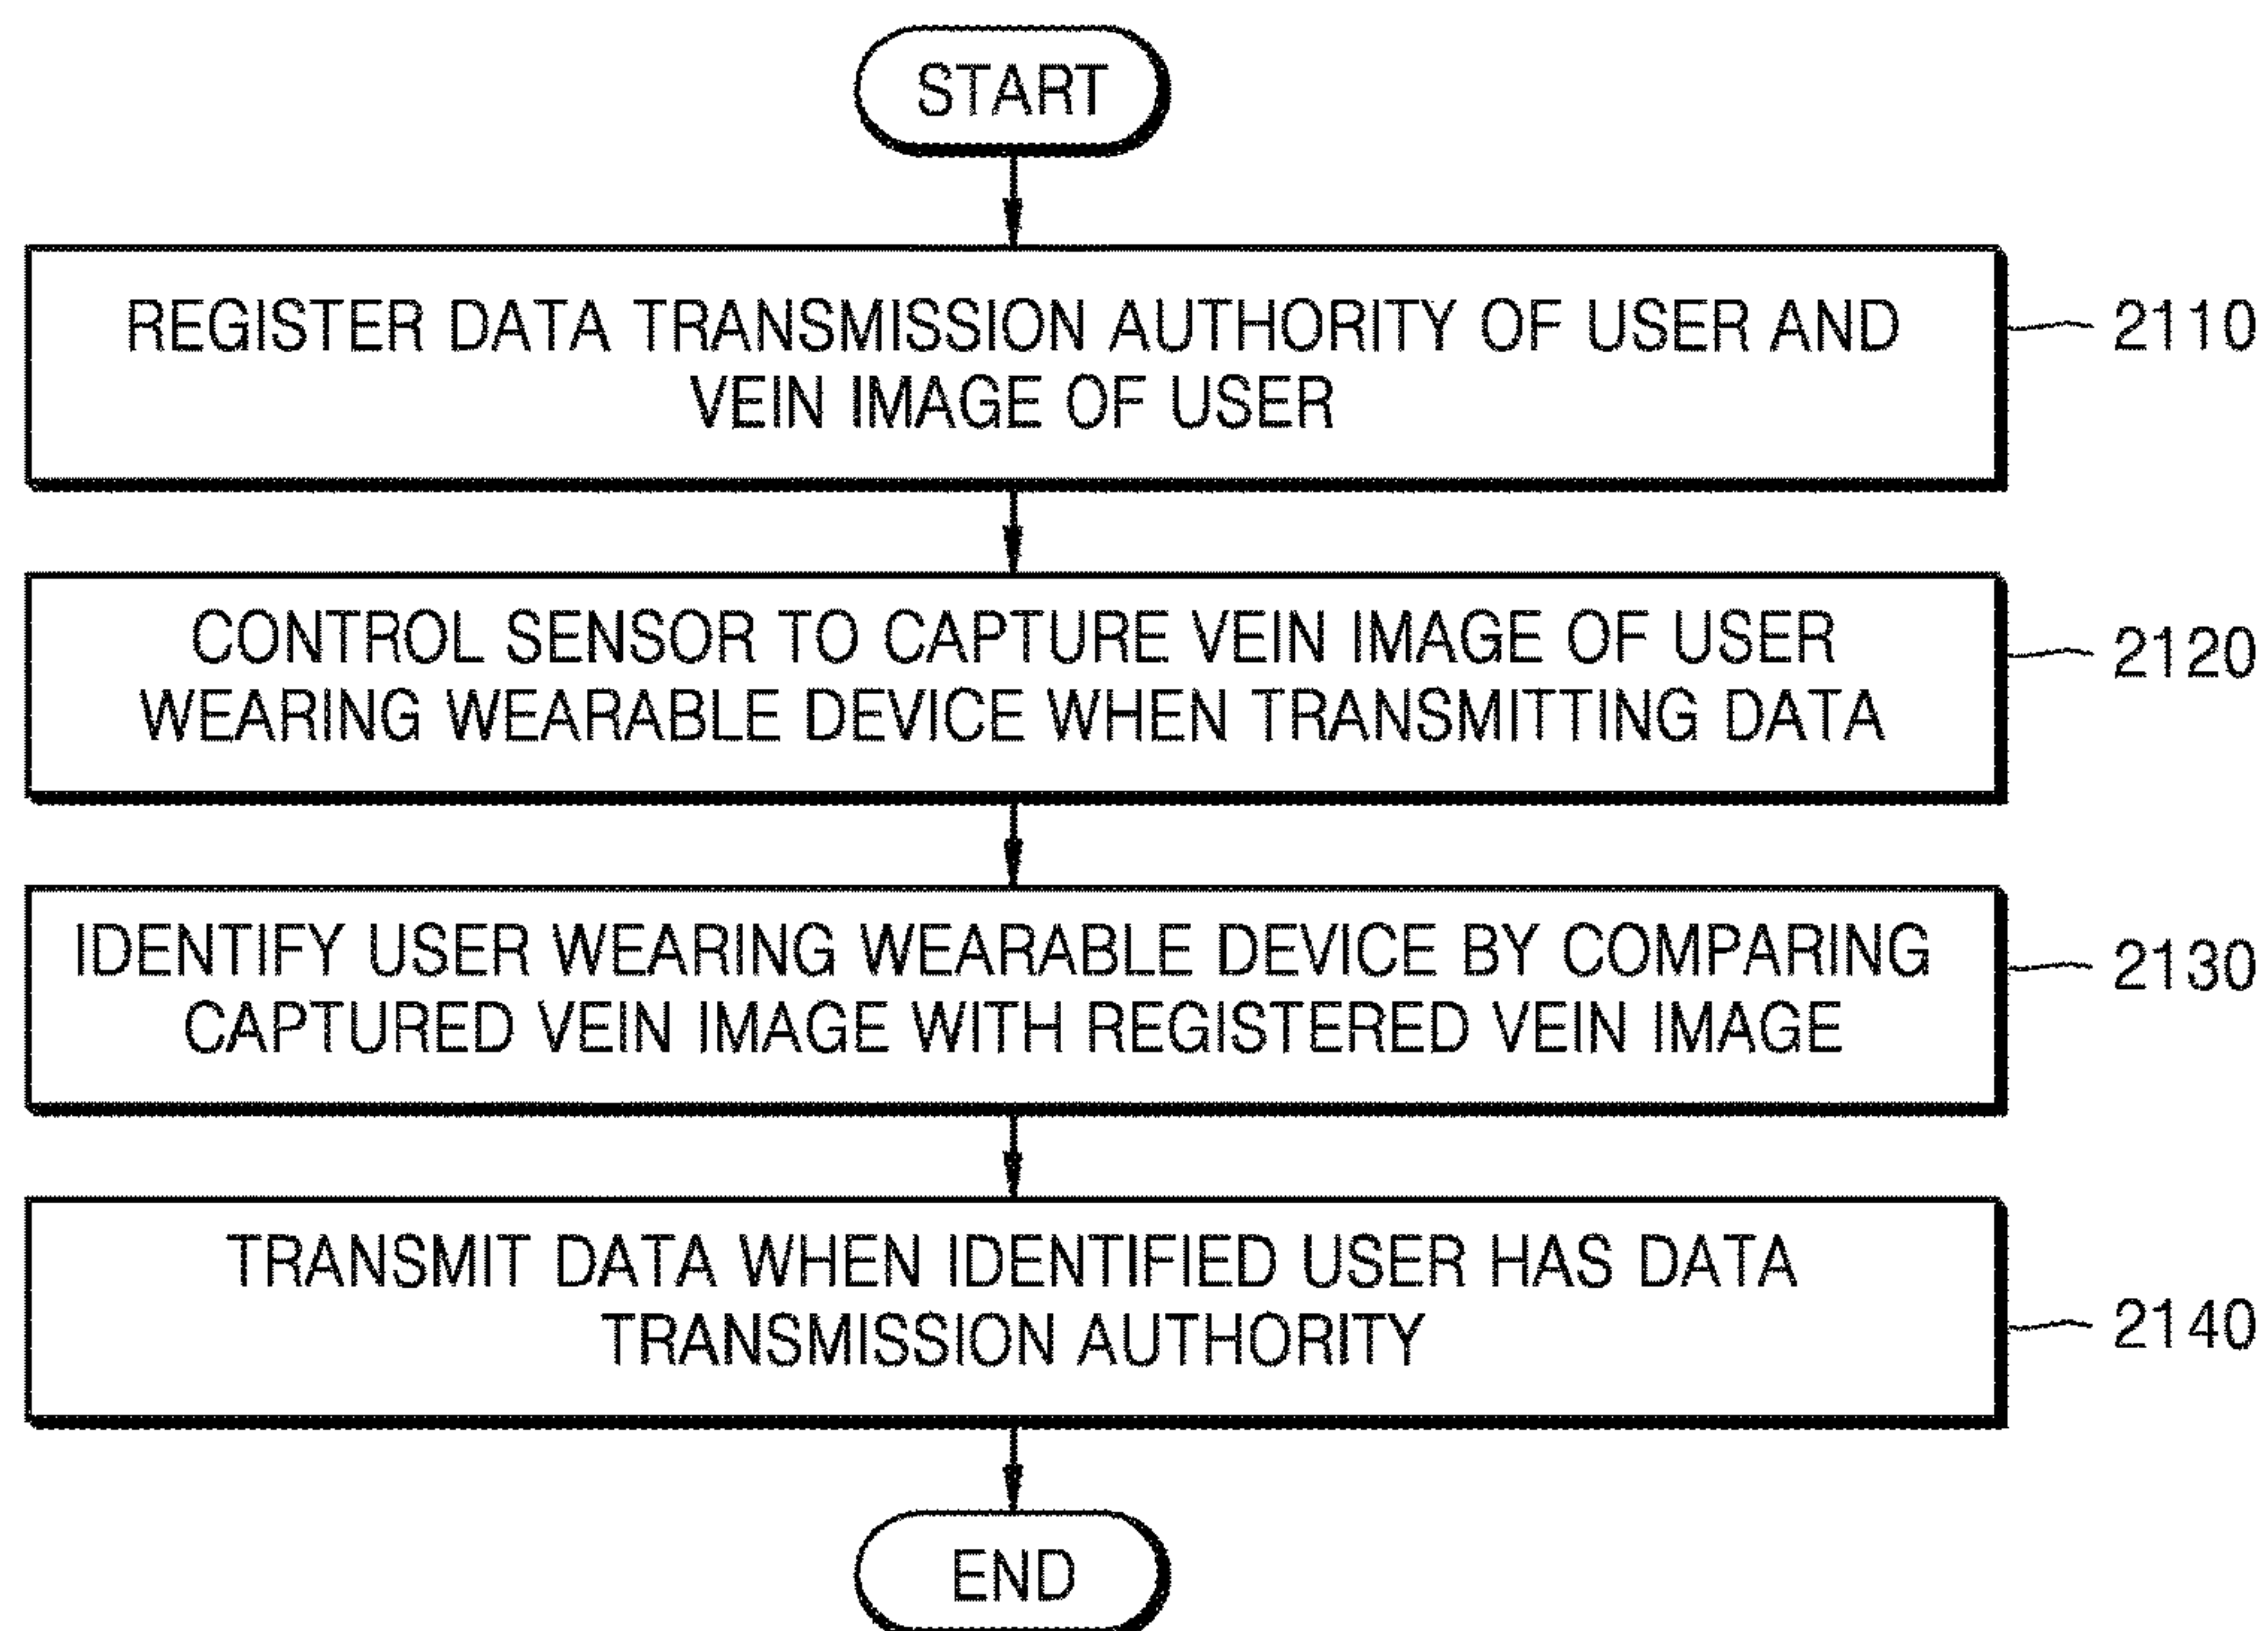 START
REGISTER DATA TRANSMISSION AUTHORITY OF USER AND
VEIN IMAGE OF USER
2110
CONTROL SENSOR TO CAPTURE VEIN IMAGE OF USER
WEARING WEARABLE DEVICE WHEN TRANSMITTING DATA
2120
IDENTIFY USER WEARING WEARABLE DEVICE BY COMPARING
CAPTURED VEIN IMAGE WITH REGISTERED VEIN IMAGE
2130
TRANSMIT DATA WHEN IDENTIFIED USER HAS DATA
TRANSMISSION AUTHORITY
2140
END